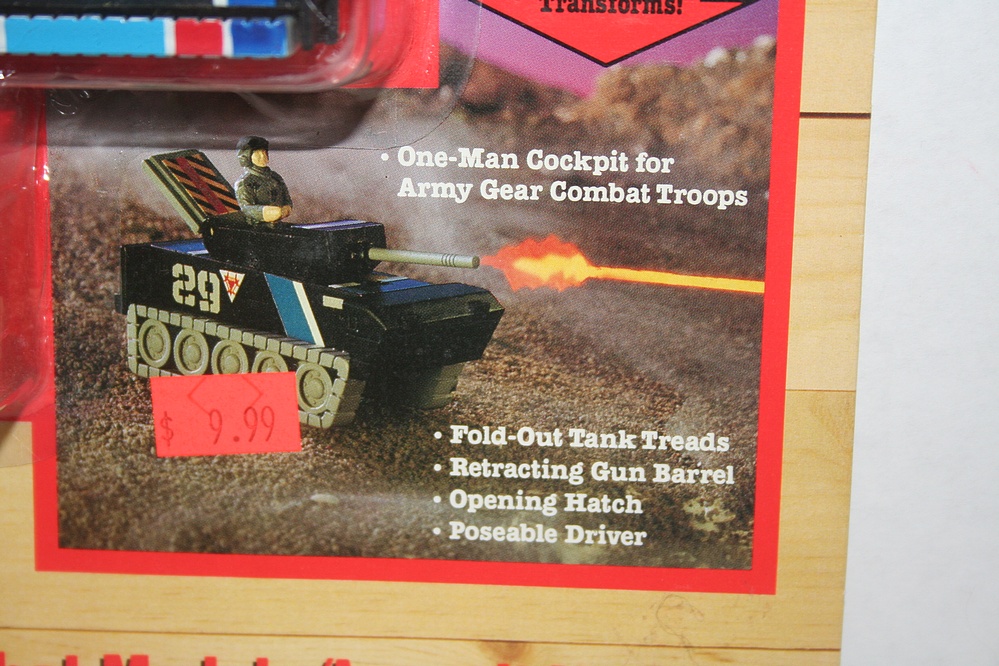 Transforms!
• One-Man Cockpit for
Army Gear Combat Troops
29
$ 9.99
• Fold-Out Tank Treads
• Retracting Gun Barrel
• Opening Hatch
• Poseable Driver